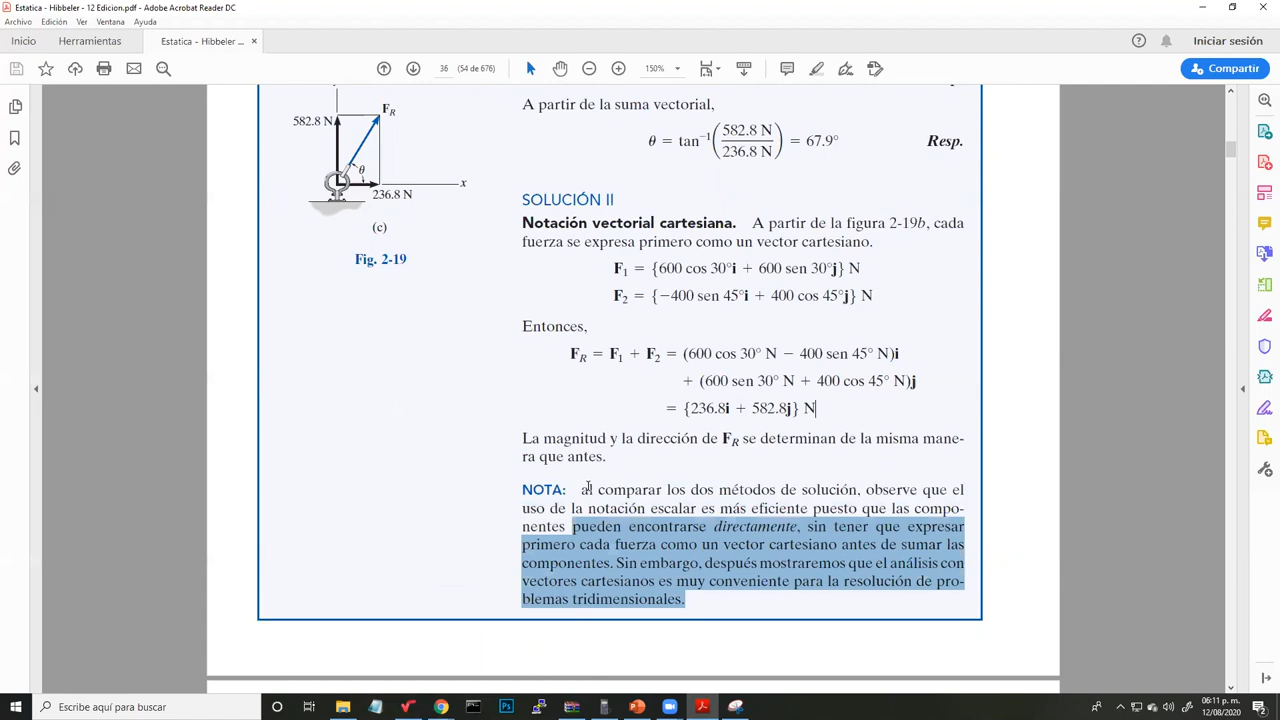 Estatica - Hibbeler - 12 Edicion.pdf - Adobe Acrobat Reader DC
Archivo Edición Ver Ventana Ayuda
Inicio Herramientas Estatica - Hibbeler - ... × Iniciar sesión
36 (54 de 676) 150% Compartir
A partir de la suma vectorial,
θ = tan⁻¹(582.8 N / 236.8 N) = 67.9° Resp.
F_R
582.8 N
θ
x
236.8 N
(c)
Fig. 2-19
SOLUCIÓN II
Notación vectorial cartesiana. A partir de la figura 2-19b, cada
fuerza se expresa primero como un vector cartesiano.
F₁ = {600 cos 30°i + 600 sen 30°j} N
F₂ = {−400 sen 45°i + 400 cos 45°j} N
Entonces,
F_R = F₁ + F₂ = (600 cos 30° N − 400 sen 45° N)i
+ (600 sen 30° N + 400 cos 45° N)j
= {236.8i + 582.8j} N
La magnitud y la dirección de F_R se determinan de la misma mane-
ra que antes.
NOTA: al comparar los dos métodos de solución, observe que el
uso de la notación escalar es más eficiente puesto que las compo-
nentes pueden encontrarse directamente, sin tener que expresar
primero cada fuerza como un vector cartesiano antes de sumar las
componentes. Sin embargo, después mostraremos que el análisis con
vectores cartesianos es muy conveniente para la resolución de pro-
blemas tridimensionales.
Escribe aquí para buscar
06:11 p. m.
12/08/2020